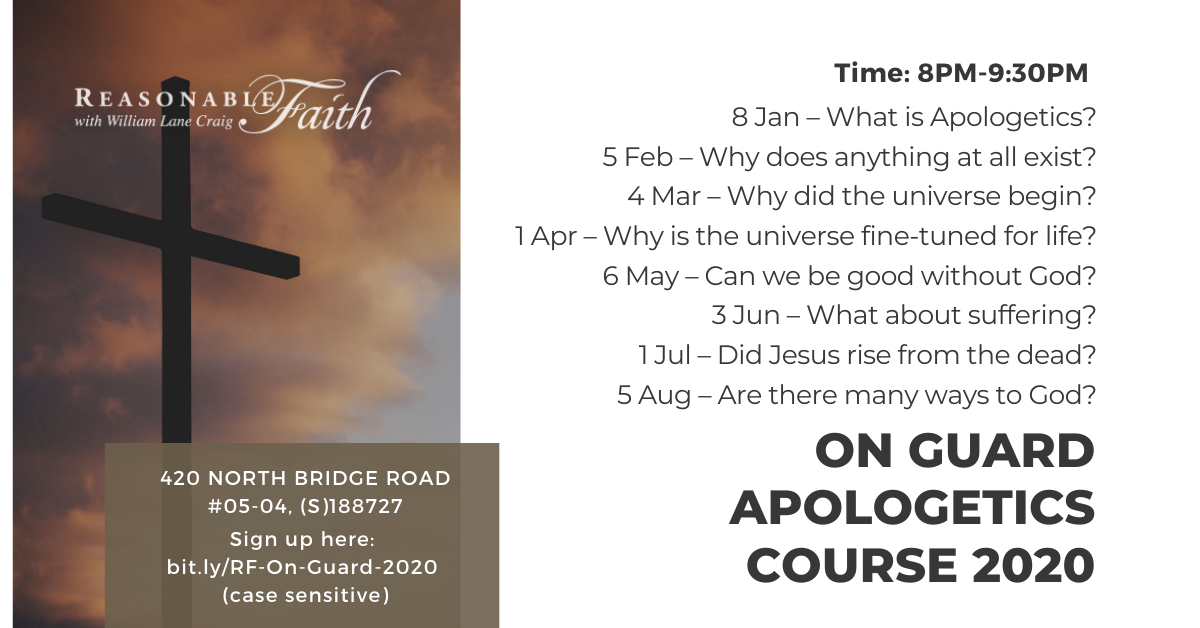 REASONABLE Faith
with William Lane Craig
Time: 8PM-9:30PM
8 Jan – What is Apologetics?
5 Feb – Why does anything at all exist?
4 Mar – Why did the universe begin?
1 Apr – Why is the universe fine-tuned for life?
6 May – Can we be good without God?
3 Jun – What about suffering?
1 Jul – Did Jesus rise from the dead?
5 Aug – Are there many ways to God?
ON GUARD
APOLOGETICS
COURSE 2020
420 NORTH BRIDGE ROAD
#05-04, (S)188727
Sign up here:
bit.ly/RF-On-Guard-2020
(case sensitive)